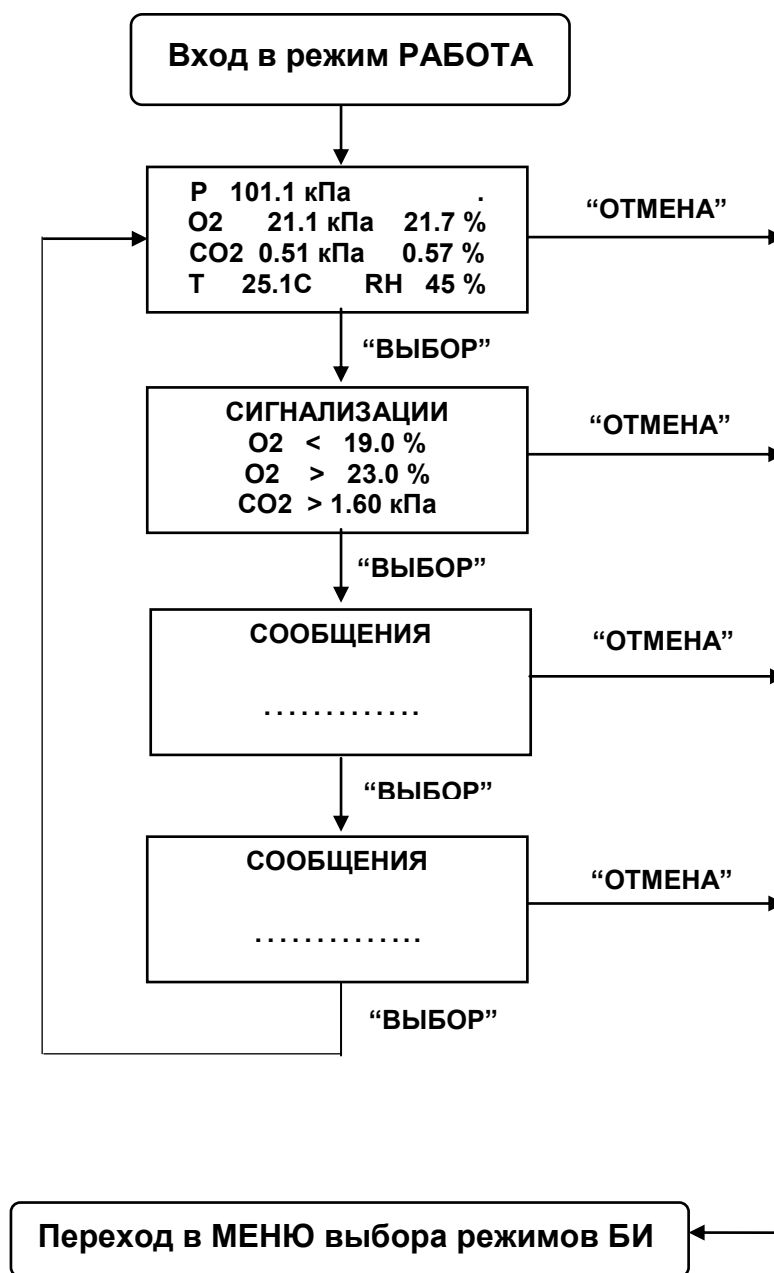 Вход в режим РАБОТА
P 101.1 кПа .
O2 21.1 кПа 21.7 %
CO2 0.51 кПа 0.57 %
T 25.1C RH 45 %
“ОТМЕНА”
“ВЫБОР”
СИГНАЛИЗАЦИИ
O2 < 19.0 %
O2 > 23.0 %
CO2 > 1.60 кПа
“ОТМЕНА”
“ВЫБОР”
СООБЩЕНИЯ
.............
“ОТМЕНА”
“ВЫБОР”
СООБЩЕНИЯ
..............
“ОТМЕНА”
“ВЫБОР”
Переход в МЕНЮ выбора режимов БИ